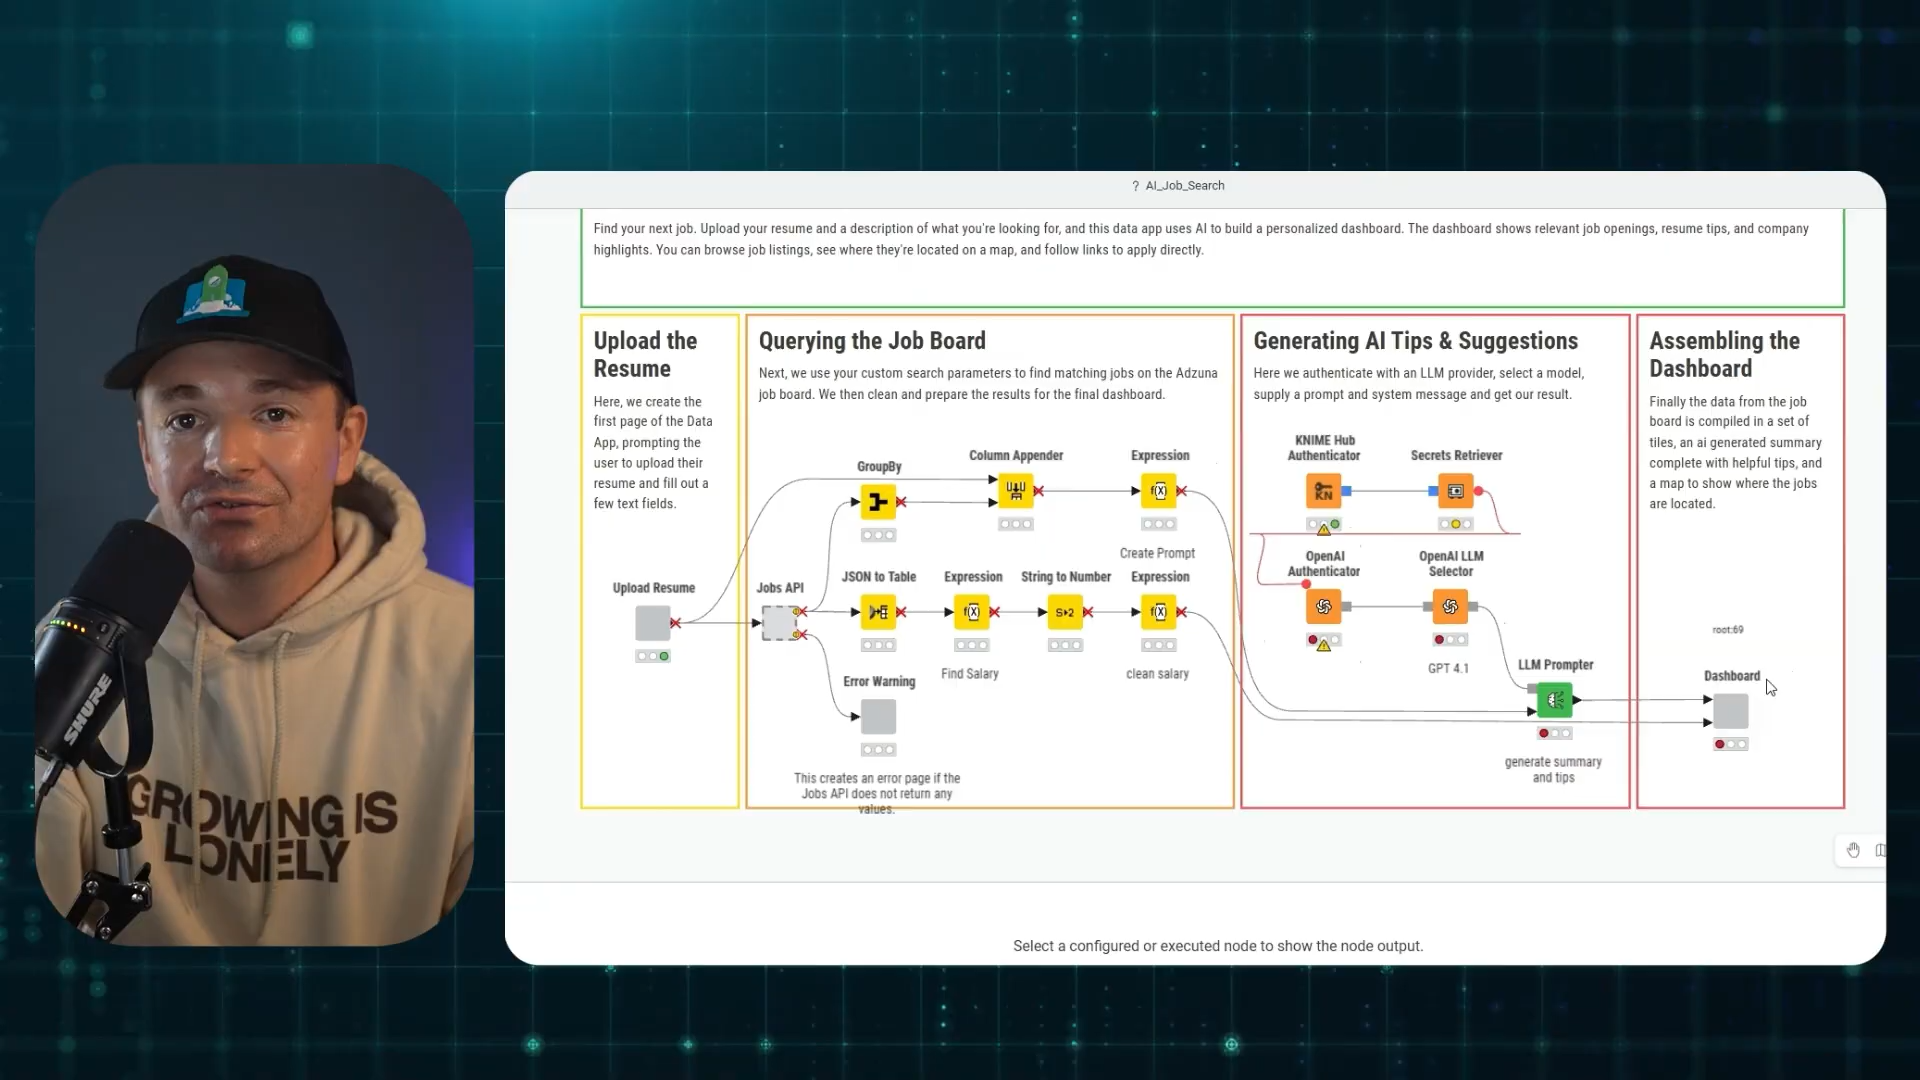 ? AI_Job_Search
Find your next job. Upload your resume and a description of what you're looking for, and this data app uses AI to build a personalized dashboard. The dashboard shows relevant job openings, resume tips, and company
highlights. You can browse job listings, see where they're located on a map, and follow links to apply directly.
Upload the
Resume
Here, we create the
first page of the Data
App, prompting the
user to upload their
resume and fill out a
few text fields.
Upload Resume
Querying the Job Board
Next, we use your custom search parameters to find matching jobs on the Adzuna
job board. We then clean and prepare the results for the final dashboard.
GroupBy
Column Appender
Expression
f(X)
Create Prompt
Jobs API
JSON to Table
Expression
String to Number
Expression
f(X)
S▸2
f(X)
Find Salary
clean salary
Error Warning
This creates an error page if the
Jobs API does not return any
values.
Generating AI Tips & Suggestions
Here we authenticate with an LLM provider, select a model,
supply a prompt and system message and get our result.
KNIME Hub
Authenticator
Secrets Retriever
KN
OpenAI
Authenticator
OpenAI LLM
Selector
GPT 4.1
LLM Prompter
generate summary
and tips
Assembling the
Dashboard
Finally the data from the job
board is compiled in a set of
tiles, an ai generated summary
complete with helpful tips, and
a map to show where the jobs
are located.
root:69
Dashboard
Select a configured or executed node to show the node output.
SHURE
GROWING IS
LONELY